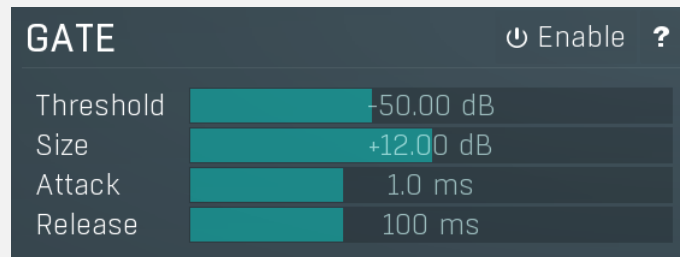 GATE Enable ?
Threshold -50.00 dB
Size +12.00 dB
Attack 1.0 ms
Release 100 ms